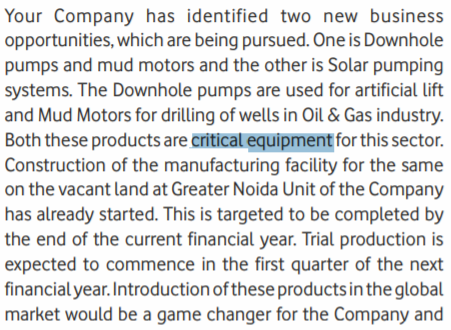 Your Company has identified two new business
opportunities, which are being pursued. One is Downhole
pumps and mud motors and the other is Solar pumping
systems. The Downhole pumps are used for artificial lift
and Mud Motors for drilling of wells in Oil & Gas industry.
Both these products are critical equipment for this sector.
Construction of the manufacturing facility for the same
on the vacant land at Greater Noida Unit of the Company
has already started. This is targeted to be completed by
the end of the current financial year. Trial production is
expected to commence in the first quarter of the next
financial year. Introduction of these products in the global
market would be a game changer for the Company and